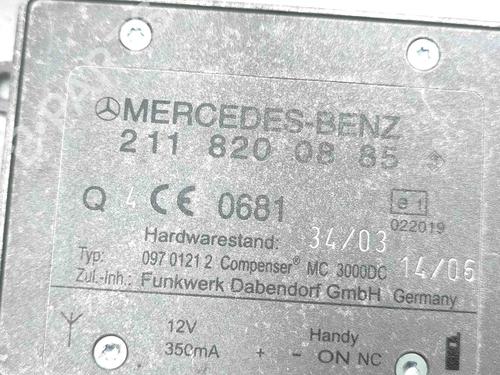 MERCEDES-BENZ
211 820 08 85
Q 4 CE 0681
e1
022019
Hardwarestand: 34/03
Typ: 097 0121 2 Compenser® MC 3000DC 14/06
Zul.-Inh.: Funkwerk Dabendorf GmbH Germany
12V Handy
350mA + - ON NC